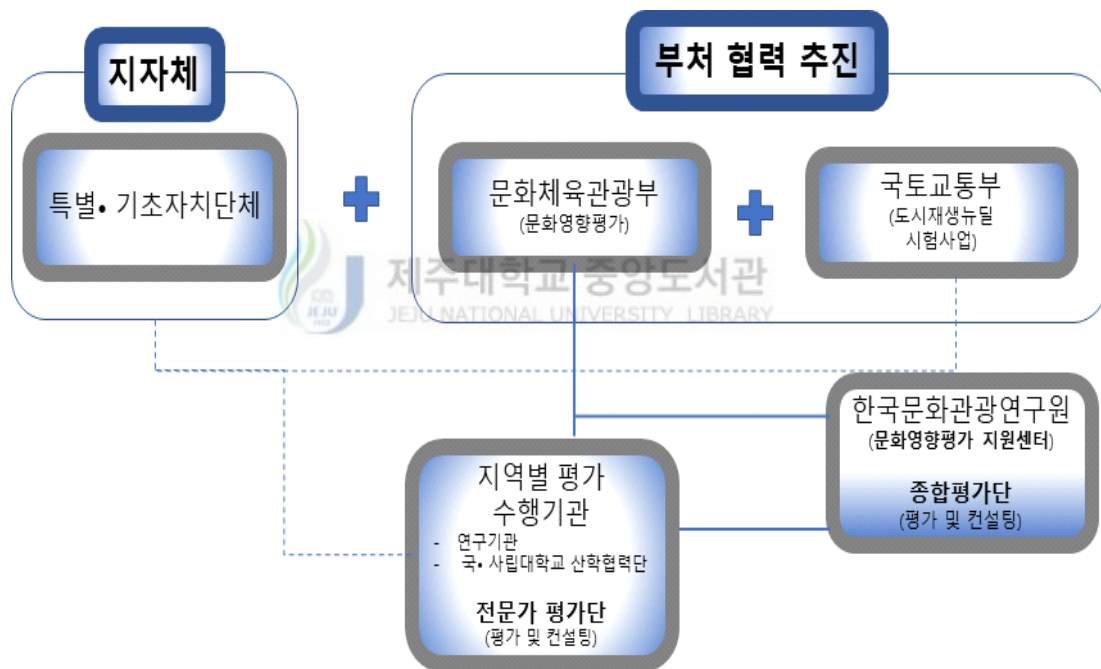 지자체
부처 협력 추진
특별• 기초자치단체
문화체육관광부
(문화영향평가)
국토교통부
(도시재생뉴딜
시험사업)
제주대학교 중앙도서관
JEJU NATIONAL UNIVERSITY LIBRARY
JEJU
1952
한국문화관광연구원
(문화영향평가 지원센터)
종합평가단
(평가 및 컨설팅)
지역별 평가
수행기관
- 연구기관
- 국• 사립대학교 산학협력단
전문가 평가단
(평가 및 컨설팅)